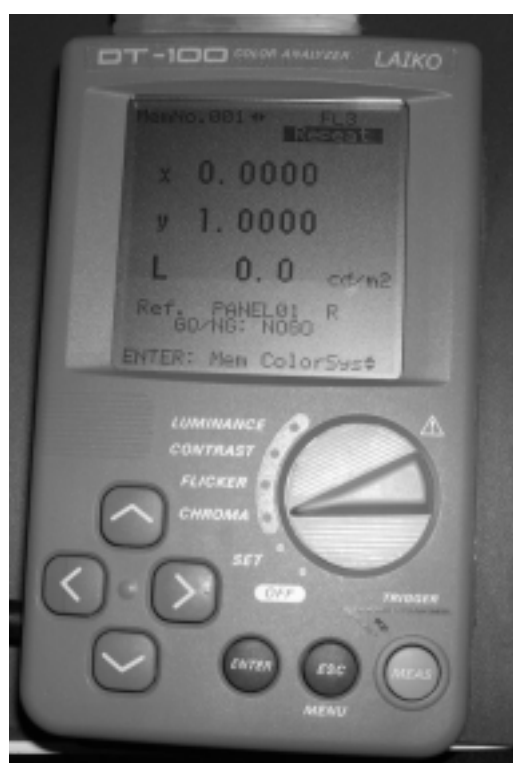 DT-100 COLOR ANALYZER LAIKO
MemNo.001 FL3
Repeat
x 0.0000
y 1.0000
L 0.0 cd/m2
Ref. PANEL01 R
GO/NG: NOGO
ENTER: Mem ColorSys
LUMINANCE
CONTRAST
FLICKER
CHROMA
SET
OFF
TRIGGER
ENTER
ESC
MEAS
MENU